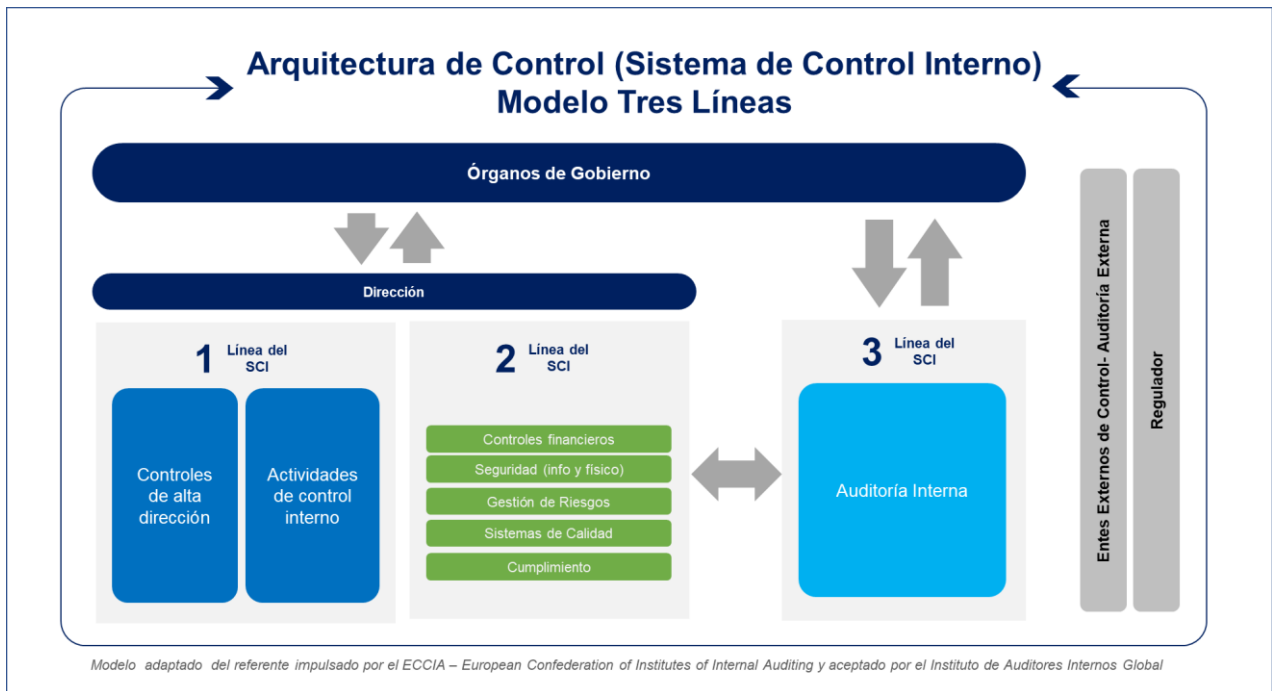 Arquitectura de Control (Sistema de Control Interno)
Modelo Tres Líneas
Órganos de Gobierno
Dirección
1 Línea del
SCI
Controles
de alta
dirección
Actividades
de control
interno
2 Línea del
SCI
Controles financieros
Seguridad (info y físico)
Gestión de Riesgos
Sistemas de Calidad
Cumplimiento
3 Línea del
SCI
Auditoría Interna
Entes Externos de Control- Auditoría Externa
Regulador
Modelo adaptado del referente impulsado por el ECCIA – European Confederation of Institutes of Internal Auditing y aceptado por el Instituto de Auditores Internos Global